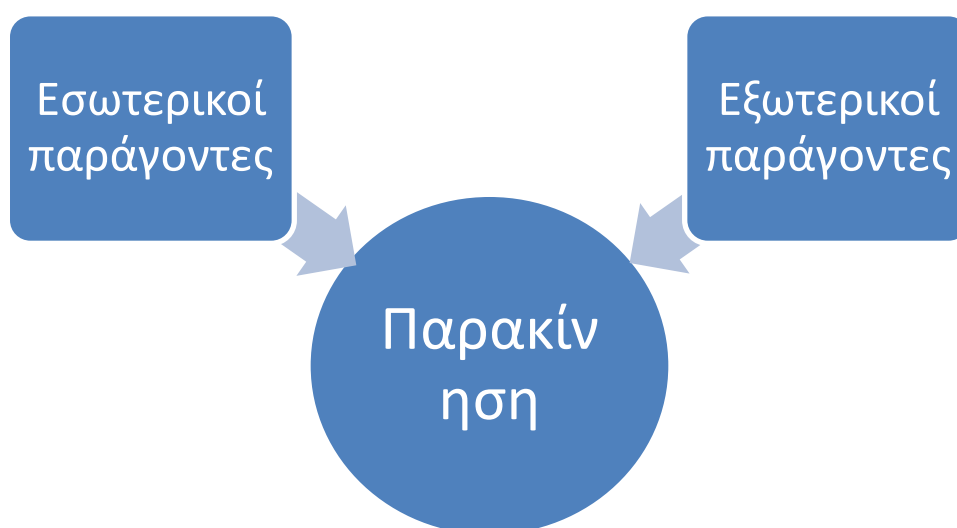 Εσωτερικοί
παράγοντες
Εξωτερικοί
παράγοντες
Παρακίν
ηση